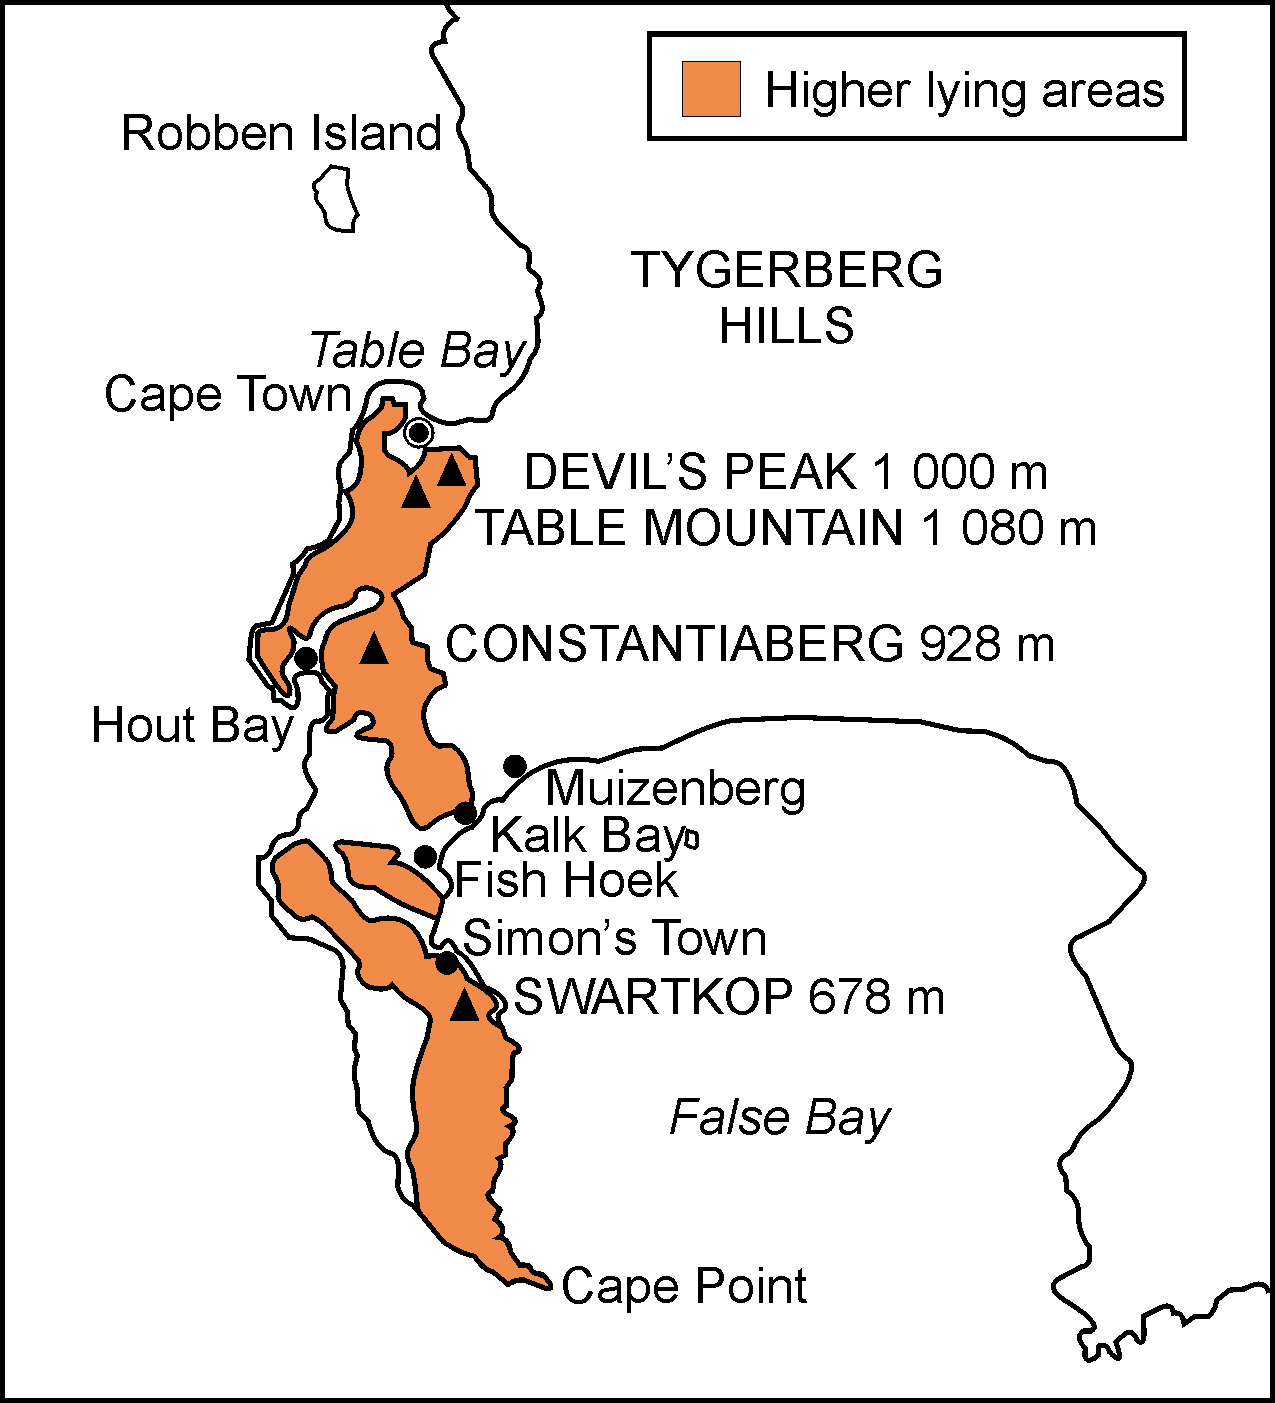 Higher lying areas
Robben Island
TYGERBERG
HILLS
Table Bay
Cape Town
DEVIL’S PEAK 1 000 m
TABLE MOUNTAIN 1 080 m
CONSTANTIABERG 928 m
Hout Bay
Muizenberg
Kalk Bay
Fish Hoek
Simon’s Town
SWARTKOP 678 m
False Bay
Cape Point